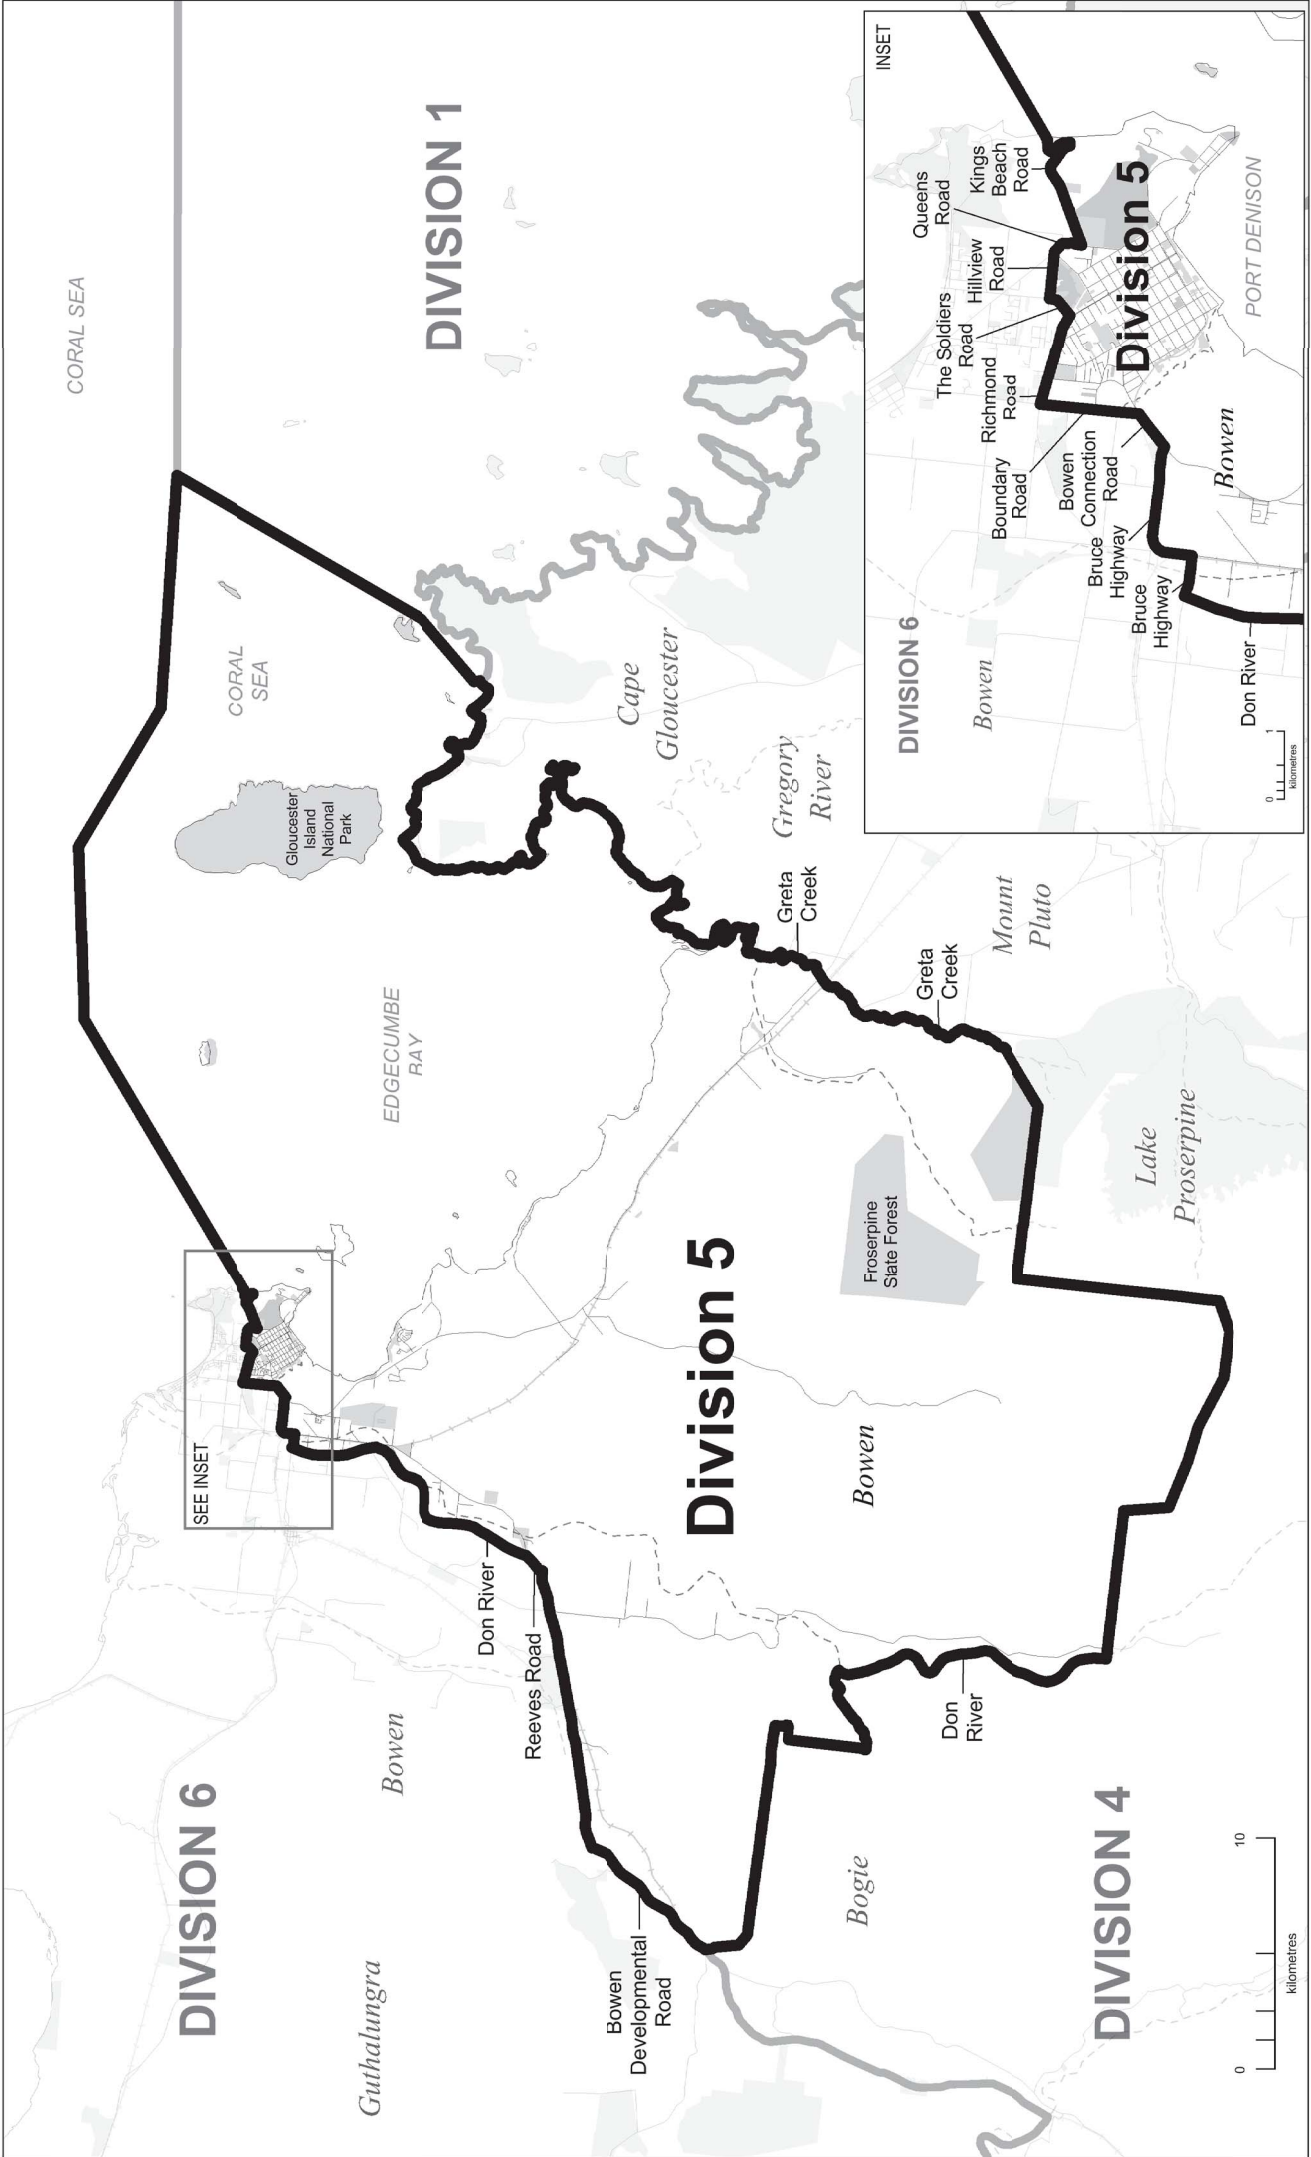 CORAL SEA
DIVISION 1
CORAL
SEA
Gloucester
Island
National
Park
EDGECUMBE
BAY
Cape
Gloucester
Gregory
River
Greta
Creek
Greta
Creek
Mount
Pluto
Lake
Proserpine
Froserpine
State Forest
Division 5
Bowen
SEE INSET
Don River
Reeves Road
Don
River
DIVISION 6
Bowen
Guthalungra
Bowen
Developmental
Road
Bogie
DIVISION 4
0
10
kilometres
INSET
Kings
Beach
Road
Queens
Road
Hillview
Road
The Soldiers
Road
Richmond
Road
Boundary
Road
Bowen
Connection
Road
Bruce
Highway
Bruce
Highway
Don River
Division 5
PORT DENISON
Bowen
DIVISION 6
Bowen
0
1
kilometres